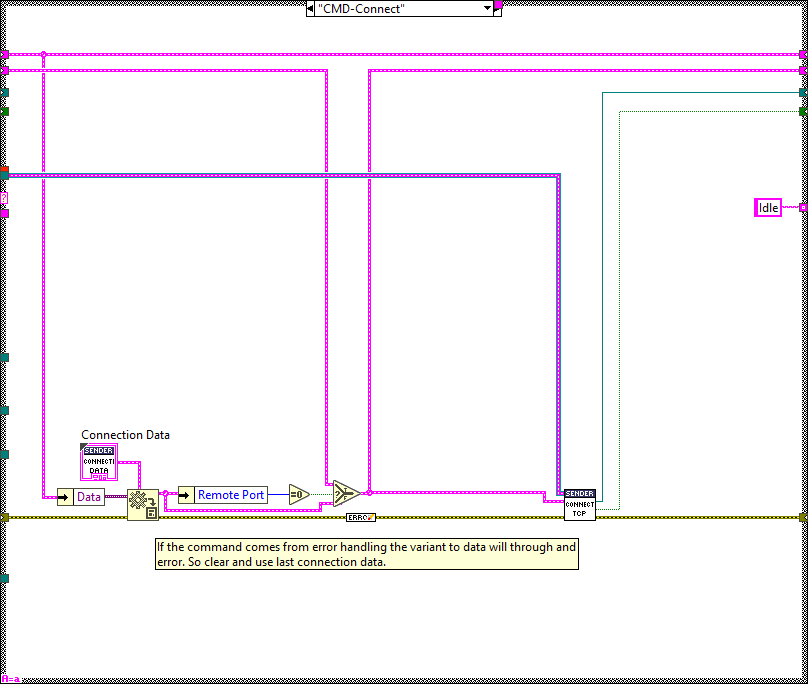 "CMD-Connect"
?
Idle
Connection Data
SENDER
CONNECTI
DATA
Data
Remote Port
=0
?
T
F
ERRC
SENDER
CONNECT
TCP
If the command comes from error handling the variant to data will through and
error. So clear and use last connection data.
A=a